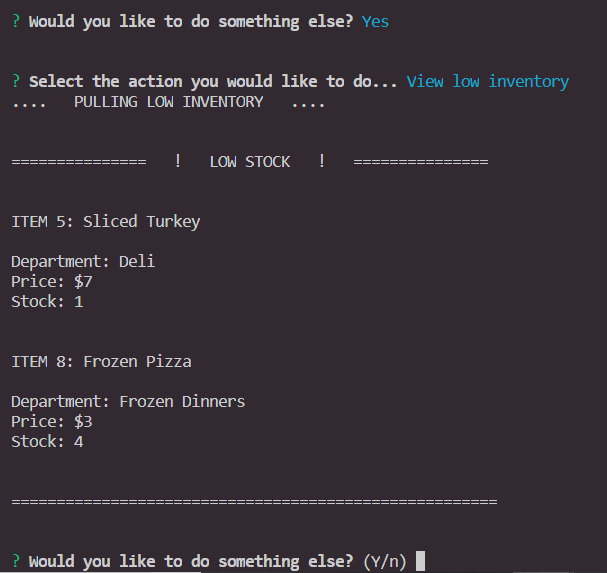 ? Would you like to do something else? Yes
? Select the action you would like to do... View low inventory
.... PULLING LOW INVENTORY ....
=============== ! LOW STOCK ! ===============
ITEM 5: Sliced Turkey
Department: Deli
Price: $7
Stock: 1
ITEM 8: Frozen Pizza
Department: Frozen Dinners
Price: $3
Stock: 4
======================================================
? Would you like to do something else? (Y/n)